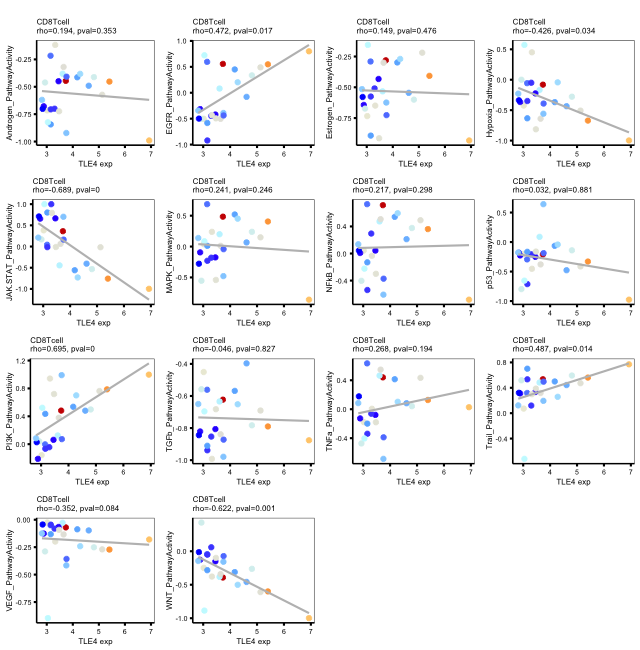 CD8Tcell
rho=0.194, pval=0.353
Androgen_PathwayActivity
-0.25
-0.50
-0.75
-1.00
3 4 5 6 7
TLE4 exp
CD8Tcell
rho=0.472, pval=0.017
EGFR_PathwayActivity
1.0
0.5
0.0
-0.5
-1.0
3 4 5 6 7
TLE4 exp
CD8Tcell
rho=0.149, pval=0.476
Estrogen_PathwayActivity
-0.25
-0.50
-0.75
3 4 5 6 7
TLE4 exp
CD8Tcell
rho=-0.426, pval=0.034
Hypoxia_PathwayActivity
0.5
0.0
-0.5
-1.0
3 4 5 6 7
TLE4 exp
CD8Tcell
rho=-0.689, pval=0
JAK.STAT_PathwayActivity
1.0
0.5
0.0
-0.5
-1.0
3 4 5 6 7
TLE4 exp
CD8Tcell
rho=0.241, pval=0.246
MAPK_PathwayActivity
0.5
0.0
-0.5
3 4 5 6 7
TLE4 exp
CD8Tcell
rho=0.217, pval=0.298
NFkB_PathwayActivity
0.4
0.0
-0.4
3 4 5 6 7
TLE4 exp
CD8Tcell
rho=0.032, pval=0.881
p53_PathwayActivity
0.5
0.0
-0.5
-1.0
3 4 5 6 7
TLE4 exp
CD8Tcell
rho=0.695, pval=0
PI3K_PathwayActivity
1.2
0.8
0.4
0.0
3 4 5 6 7
TLE4 exp
CD8Tcell
rho=-0.046, pval=0.827
TGFb_PathwayActivity
-0.4
-0.6
-0.8
-1.0
3 4 5 6 7
TLE4 exp
CD8Tcell
rho=0.268, pval=0.194
TNFa_PathwayActivity
0.4
0.0
-0.4
3 4 5 6 7
TLE4 exp
CD8Tcell
rho=0.487, pval=0.014
Trail_PathwayActivity
0.8
0.4
0.0
-0.4
3 4 5 6 7
TLE4 exp
CD8Tcell
rho=-0.352, pval=0.084
VEGF_PathwayActivity
0.00
-0.25
-0.50
-0.75
3 4 5 6 7
TLE4 exp
CD8Tcell
rho=-0.622, pval=0.001
WNT_PathwayActivity
0.0
-0.5
-1.0
3 4 5 6 7
TLE4 exp